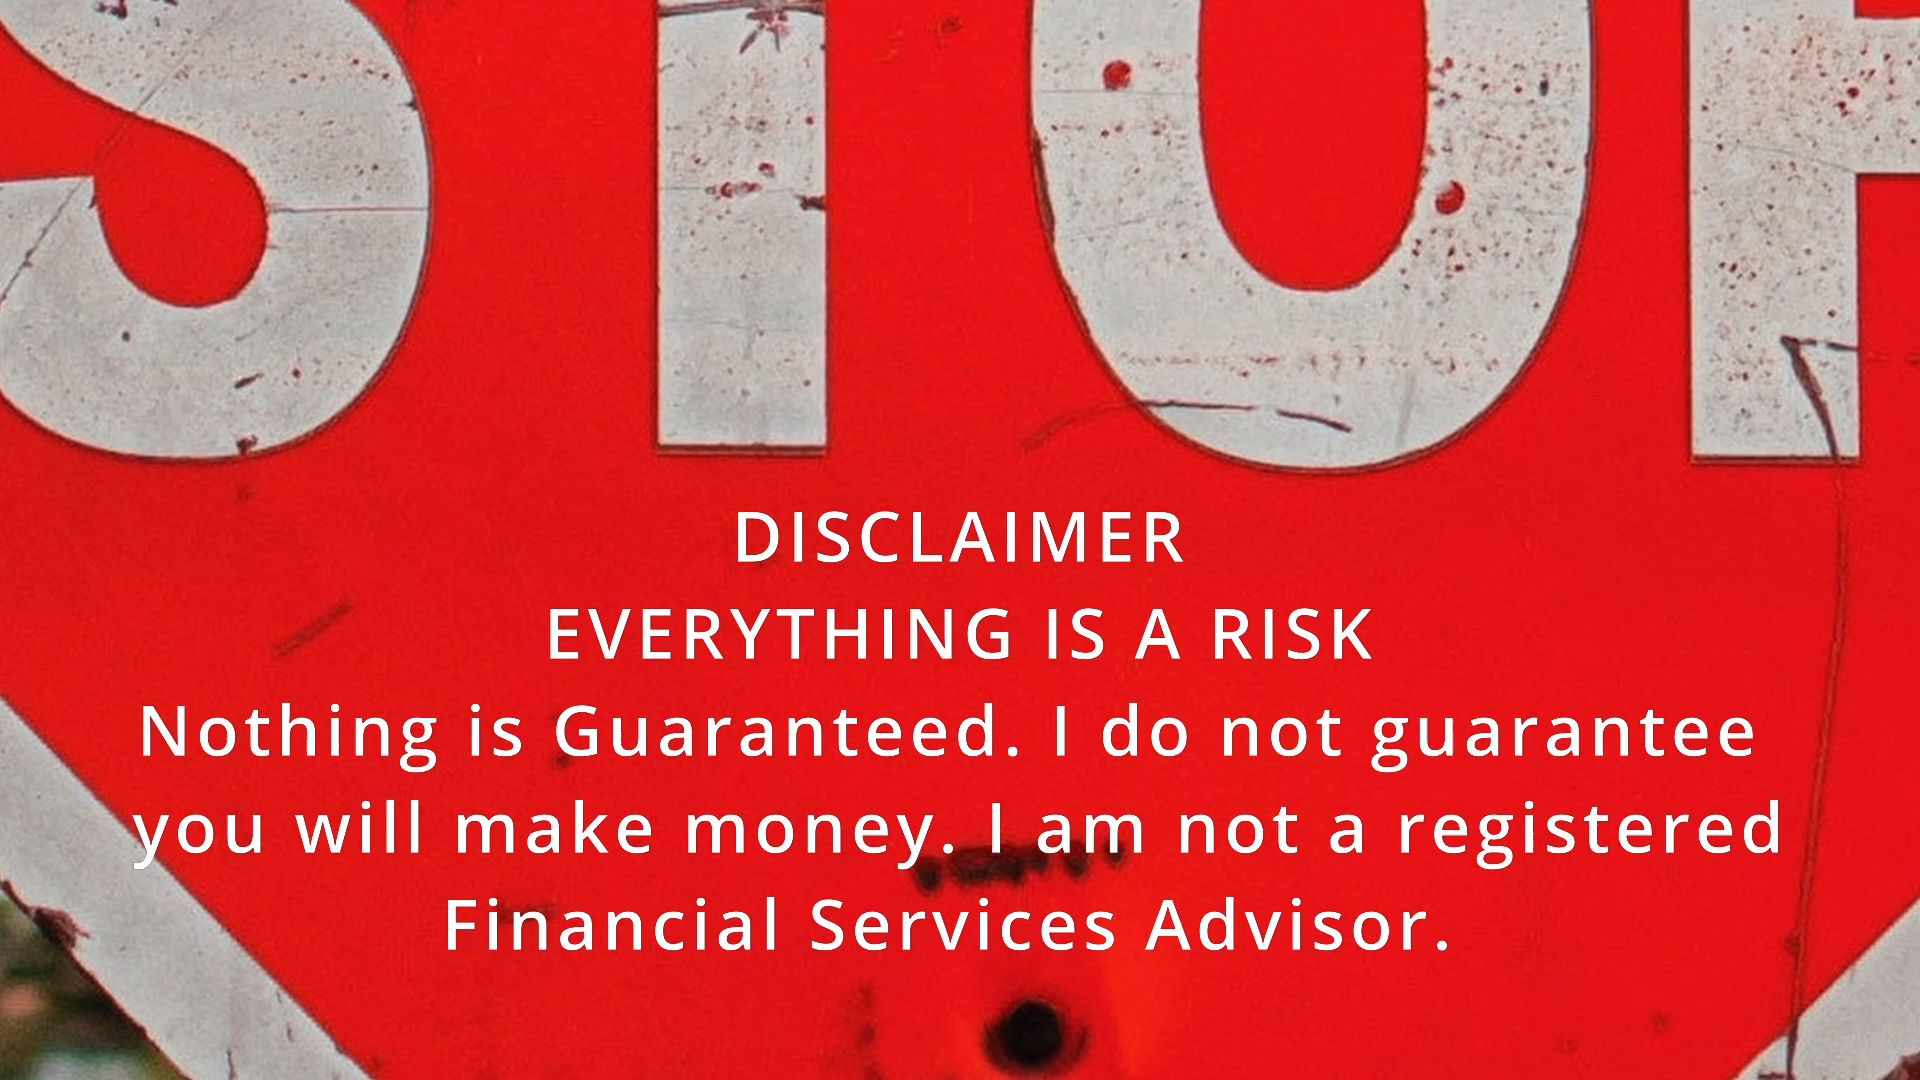 STOP
DISCLAIMER
EVERYTHING IS A RISK
Nothing is Guaranteed. I do not guarantee
you will make money. I am not a registered
Financial Services Advisor.